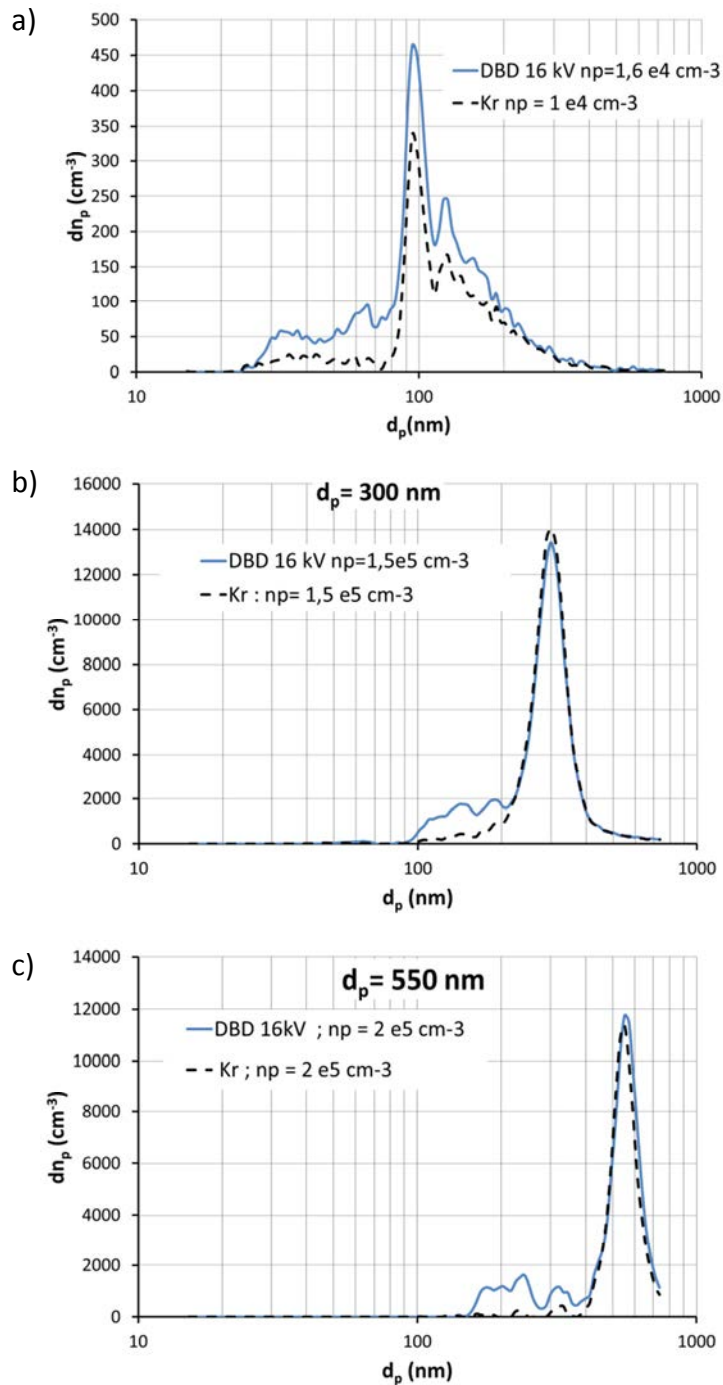 a)
500
450
400
350
300
250
200
150
100
50
0
dnp (cm-3)
DBD 16 kV np=1,6 e4 cm-3
Kr np = 1 e4 cm-3
10
100
1000
dp(nm)
b)
dp= 300 nm
16000
14000
12000
10000
8000
6000
4000
2000
0
dnp (cm-3)
DBD 16 kV np=1,5e5 cm-3
Kr : np= 1,5 e5 cm-3
10
100
1000
dp (nm)
c)
dp= 550 nm
14000
12000
10000
8000
6000
4000
2000
0
dnp (cm-3)
DBD 16kV ; np = 2 e5 cm-3
Kr ; np = 2 e5 cm-3
10
100
1000
dp (nm)